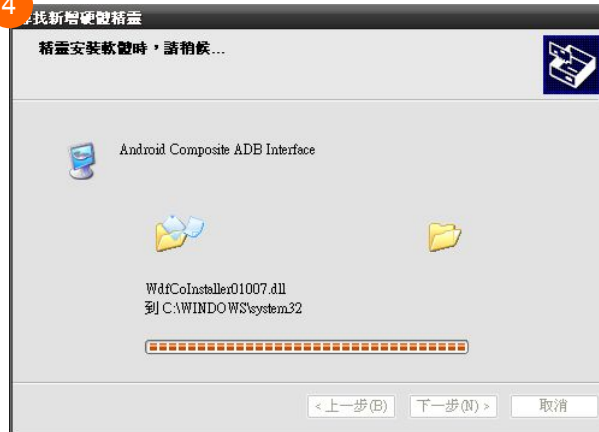 4
尋找新增硬體精靈
精靈安裝軟體時，請稍候...
Android Composite ADB Interface
WdfCoInstaller01007.dll
到 C:\WINDOWS\system32
< 上一步(B)
下一步(N) >
取消